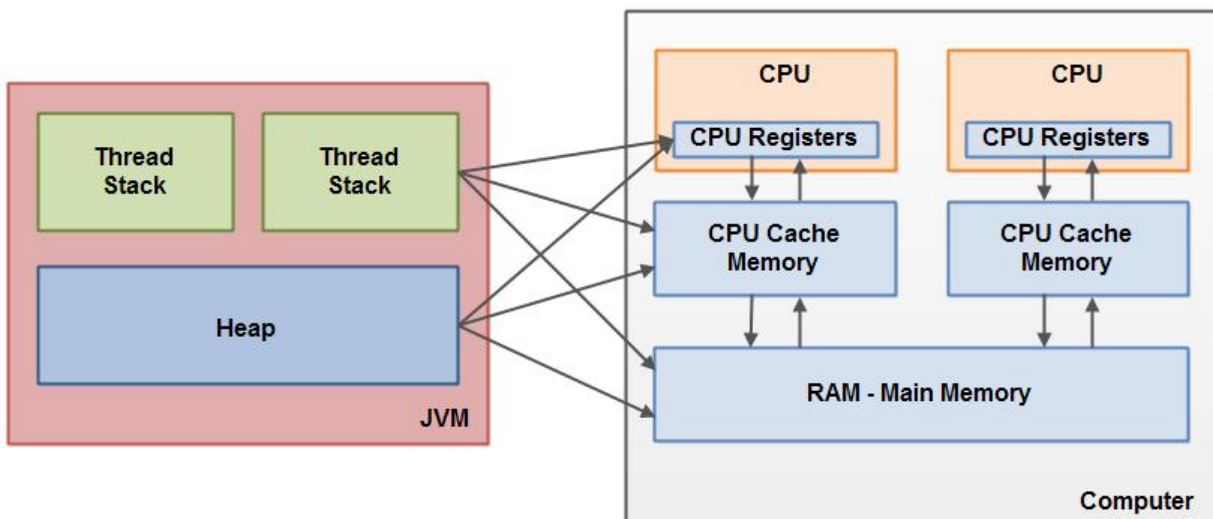 Thread
Stack
Thread
Stack
Heap
JVM
CPU
CPU Registers
CPU Cache
Memory
CPU
CPU Registers
CPU Cache
Memory
RAM - Main Memory
Computer